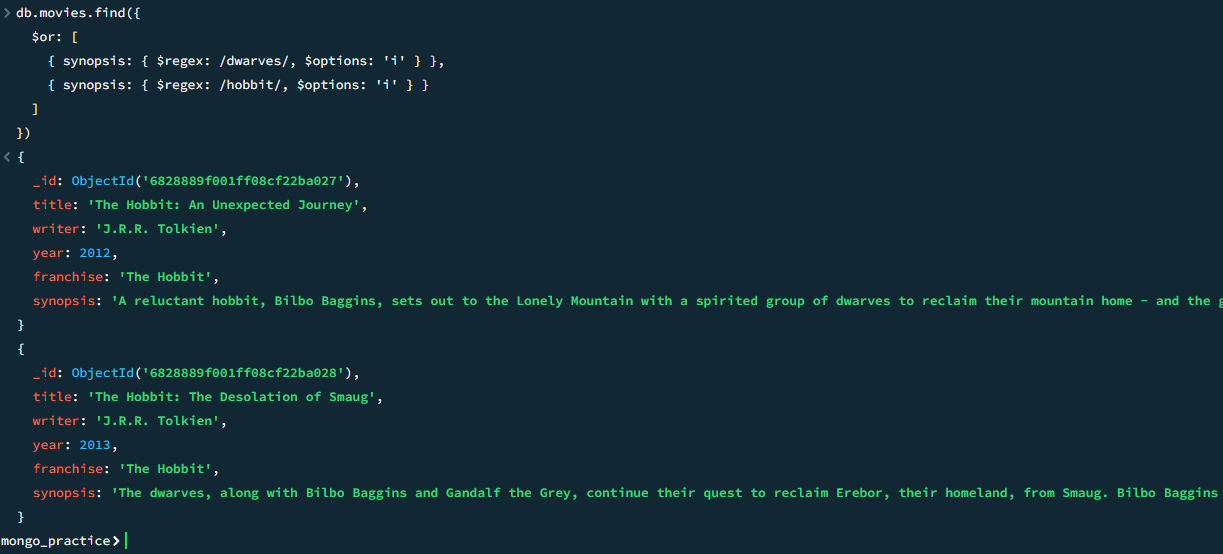 > db.movies.find({
$or: [
{ synopsis: { $regex: /dwarves/, $options: 'i' } },
{ synopsis: { $regex: /hobbit/, $options: 'i' } }
]
})
< {
_id: ObjectId('6828889f001ff08cf22ba027'),
title: 'The Hobbit: An Unexpected Journey',
writer: 'J.R.R. Tolkien',
year: 2012,
franchise: 'The Hobbit',
synopsis: 'A reluctant hobbit, Bilbo Baggins, sets out to the Lonely Mountain with a spirited group of dwarves to reclaim their mountain home - and the g
}
{
_id: ObjectId('6828889f001ff08cf22ba028'),
title: 'The Hobbit: The Desolation of Smaug',
writer: 'J.R.R. Tolkien',
year: 2013,
franchise: 'The Hobbit',
synopsis: 'The dwarves, along with Bilbo Baggins and Gandalf the Grey, continue their quest to reclaim Erebor, their homeland, from Smaug. Bilbo Baggins
}
mongo_practice>